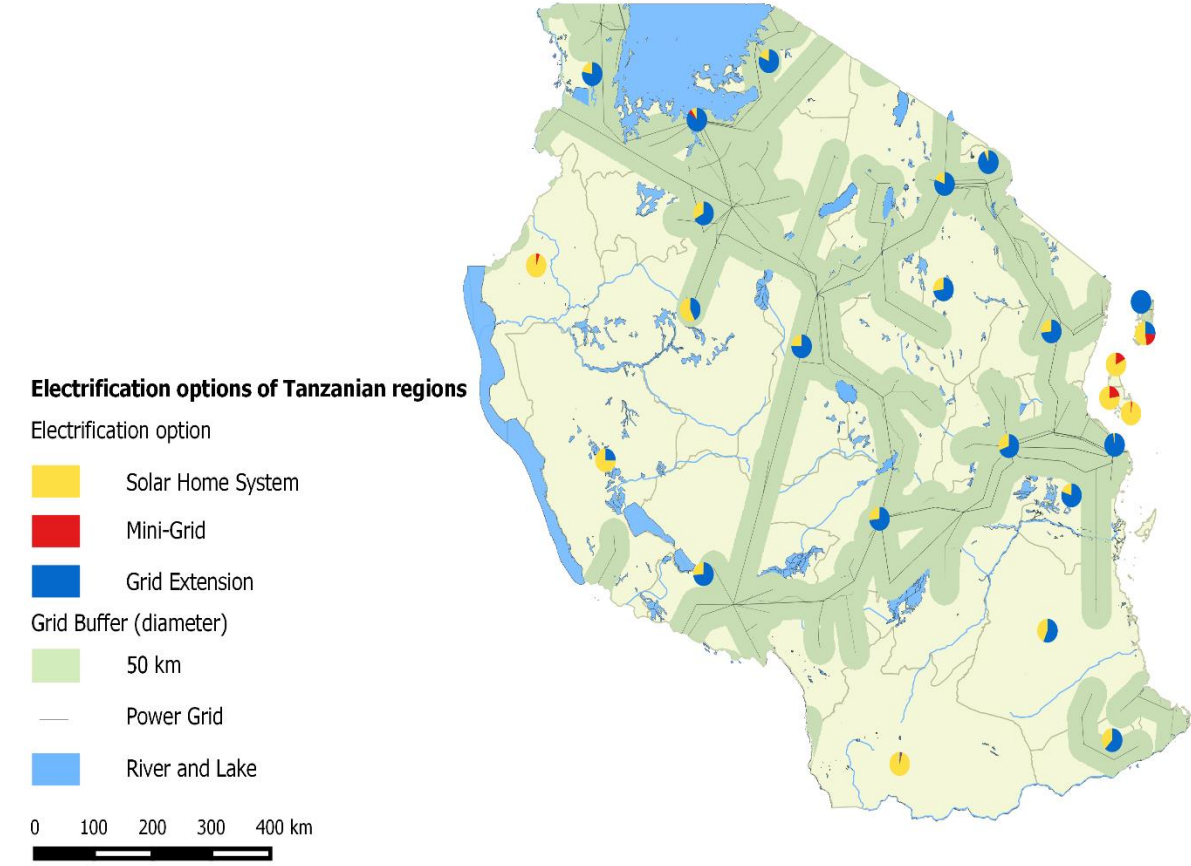 Electrification options of Tanzanian regions
Electrification option
Solar Home System
Mini-Grid
Grid Extension
Grid Buffer (diameter)
50 km
Power Grid
River and Lake
0 100 200 300 400 km